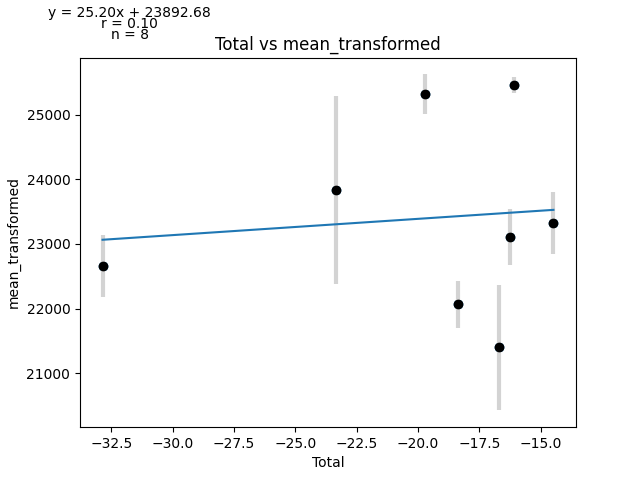 y = 25.20x + 23892.68
r = 0.10
n = 8
Total vs mean_transformed
mean_transformed
25000
24000
23000
22000
21000
−32.5 −30.0 −27.5 −25.0 −22.5 −20.0 −17.5 −15.0
Total